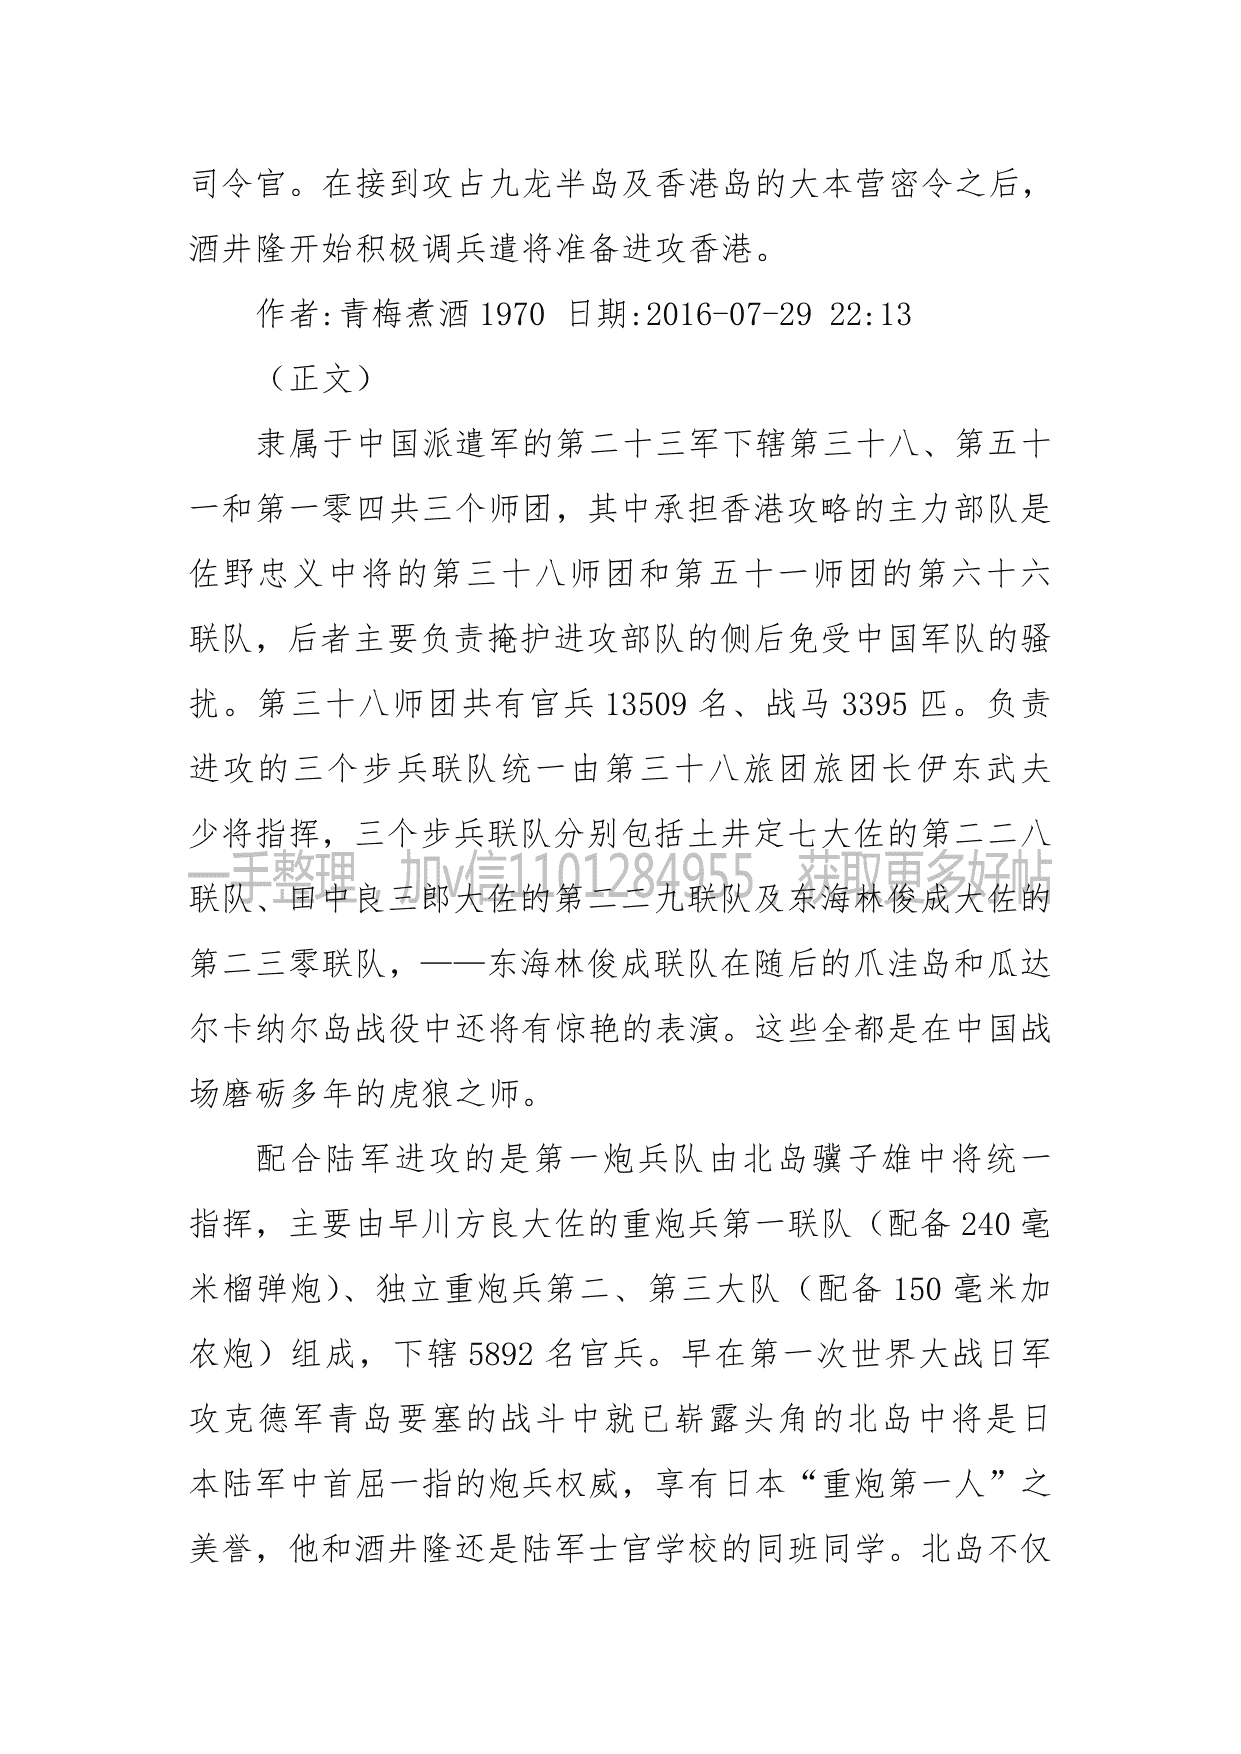 司令官。在接到攻占九龙半岛及香港岛的大本营密令之后，
酒井隆开始积极调兵遣将准备进攻香港。
作者:青梅煮酒1970 日期:2016-07-29 22:13
（正文）
隶属于中国派遣军的第二十三军下辖第三十八、第五十
一和第一零四共三个师团，其中承担香港攻略的主力部队是
佐野忠义中将的第三十八师团和第五十一师团的第六十六
联队，后者主要负责掩护进攻部队的侧后免受中国军队的骚
扰。第三十八师团共有官兵13509名、战马3395匹。负责
进攻的三个步兵联队统一由第三十八旅团旅团长伊东武夫
少将指挥，三个步兵联队分别包括土井定七大佐的第二二八
一手整理，加v信1101284955，获取更多好帖
联队、田中良三郎大佐的第二二九联队及东海林俊成大佐的
第二三零联队，——东海林俊成联队在随后的爪洼岛和瓜达
尔卡纳尔岛战役中还将有惊艳的表演。这些全都是在中国战
场磨砺多年的虎狼之师。
配合陆军进攻的是第一炮兵队由北岛骥子雄中将统一
指挥，主要由早川方良大佐的重炮兵第一联队（配备240毫
米榴弹炮）、独立重炮兵第二、第三大队（配备150毫米加
农炮）组成，下辖5892名官兵。早在第一次世界大战日军
攻克德军青岛要塞的战斗中就已崭露头角的北岛中将是日
本陆军中首屈一指的炮兵权威，享有日本“重炮第一人”之
美誉，他和酒井隆还是陆军士官学校的同班同学。北岛不仅